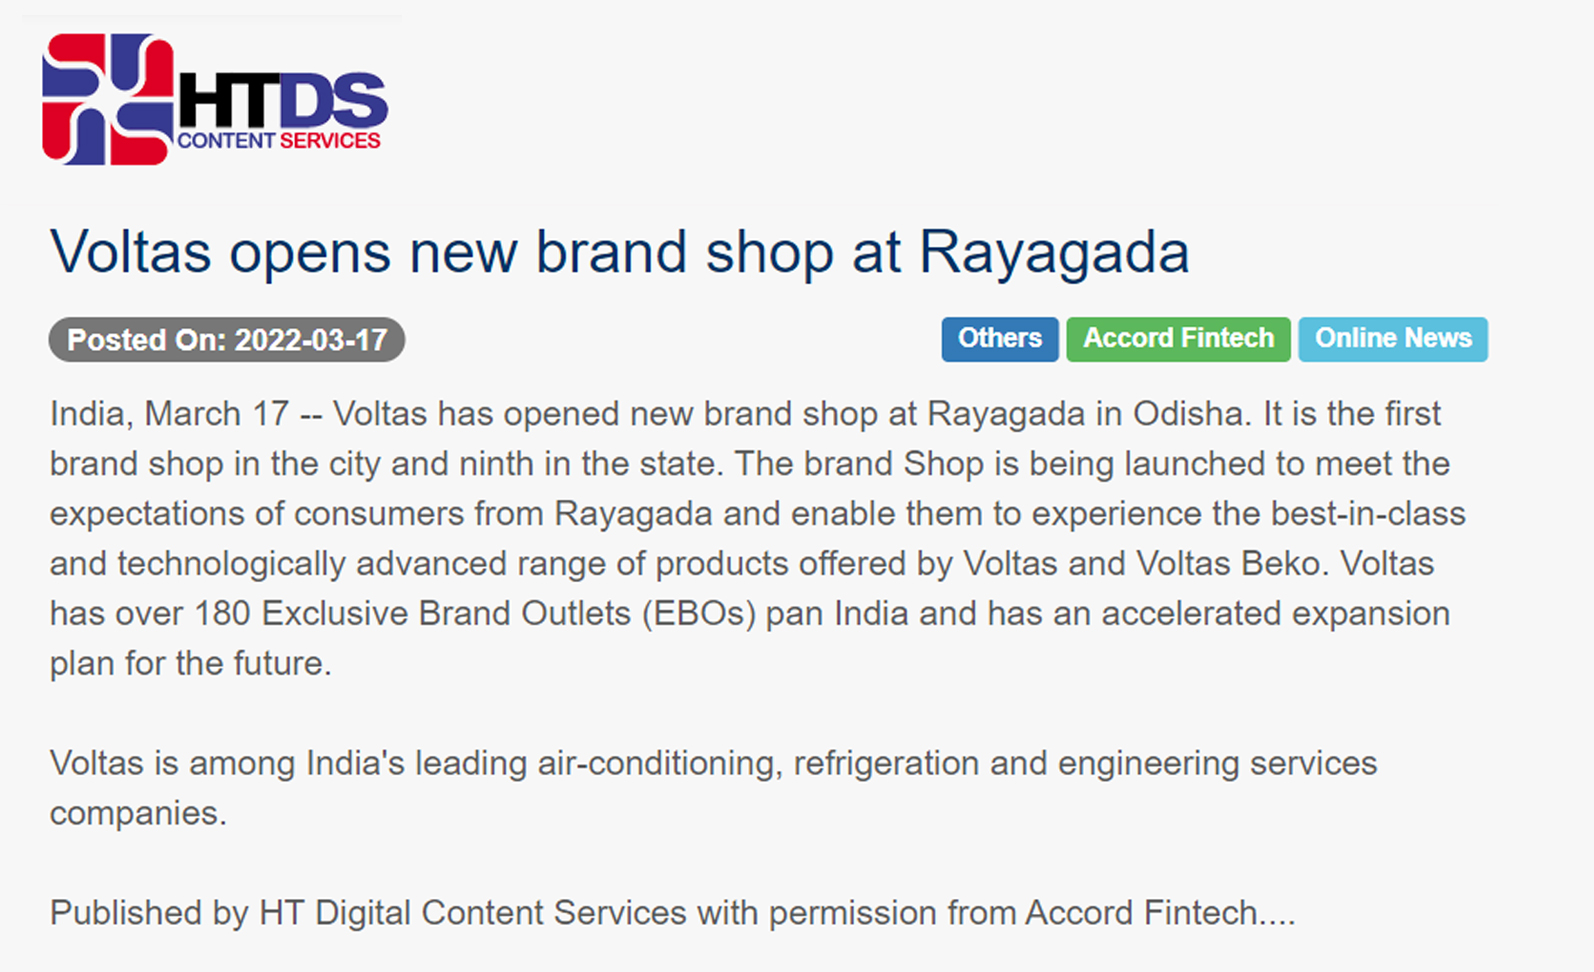 HTDS
CONTENT SERVICES
Voltas opens new brand shop at Rayagada
Posted On: 2022-03-17
Others Accord Fintech Online News
India, March 17 -- Voltas has opened new brand shop at Rayagada in Odisha. It is the first
brand shop in the city and ninth in the state. The brand Shop is being launched to meet the
expectations of consumers from Rayagada and enable them to experience the best-in-class
and technologically advanced range of products offered by Voltas and Voltas Beko. Voltas
has over 180 Exclusive Brand Outlets (EBOs) pan India and has an accelerated expansion
plan for the future.
Voltas is among India's leading air-conditioning, refrigeration and engineering services
companies.
Published by HT Digital Content Services with permission from Accord Fintech....